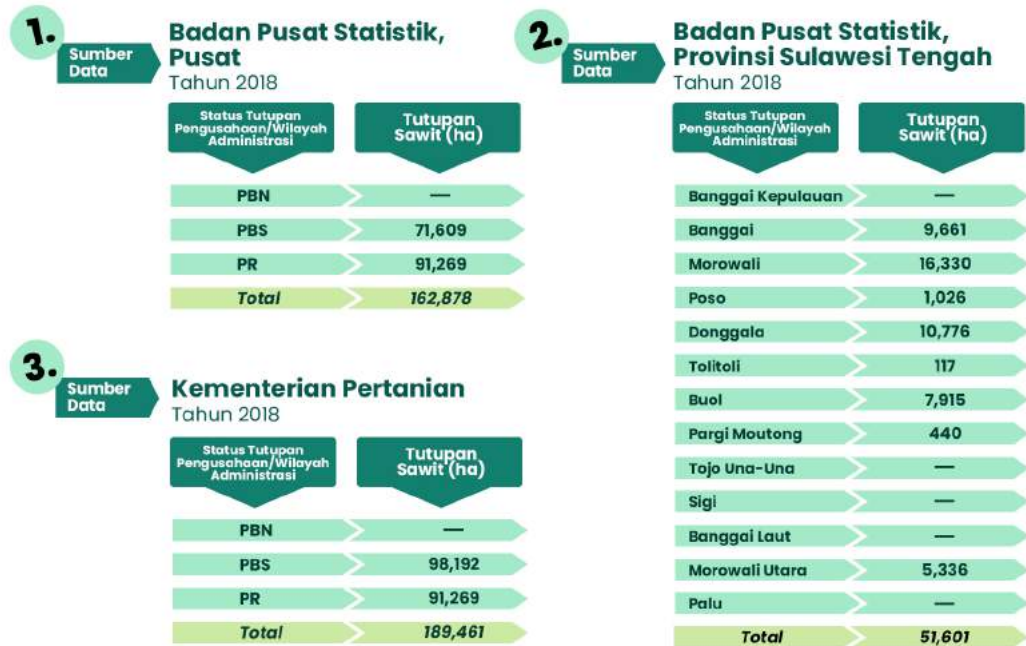 1.
Sumber
Data
Badan Pusat Statistik,
Pusat
Tahun 2018
Status Tutupan
Pengusahaan/Wilayah
Administrasi
Tutupan
Sawit (ha)
PBN —
PBS 71,609
PR 91,269
Total 162,878
2.
Sumber
Data
Badan Pusat Statistik,
Provinsi Sulawesi Tengah
Tahun 2018
Status Tutupan
Pengusahaan/Wilayah
Administrasi
Tutupan
Sawit (ha)
Banggai Kepulauan —
Banggai 9,661
Morowali 16,330
Poso 1,026
Donggala 10,776
Tolitoli 117
Buol 7,915
Pargi Moutong 440
Tojo Una-Una —
Sigi —
Banggai Laut —
Morowali Utara 5,336
Palu —
Total 51,601
3.
Sumber
Data
Kementerian Pertanian
Tahun 2018
Status Tutupan
Pengusahaan/Wilayah
Administrasi
Tutupan
Sawit (ha)
PBN —
PBS 98,192
PR 91,269
Total 189,461